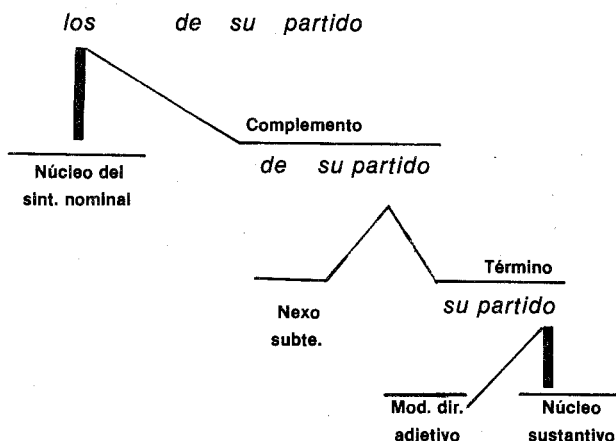 los de su partido
Complemento
Núcleo del
sint. nominal
de su partido
Término
Nexo
subte.
su partido
Mod. dir.
adjetivo
Núcleo
sustantivo